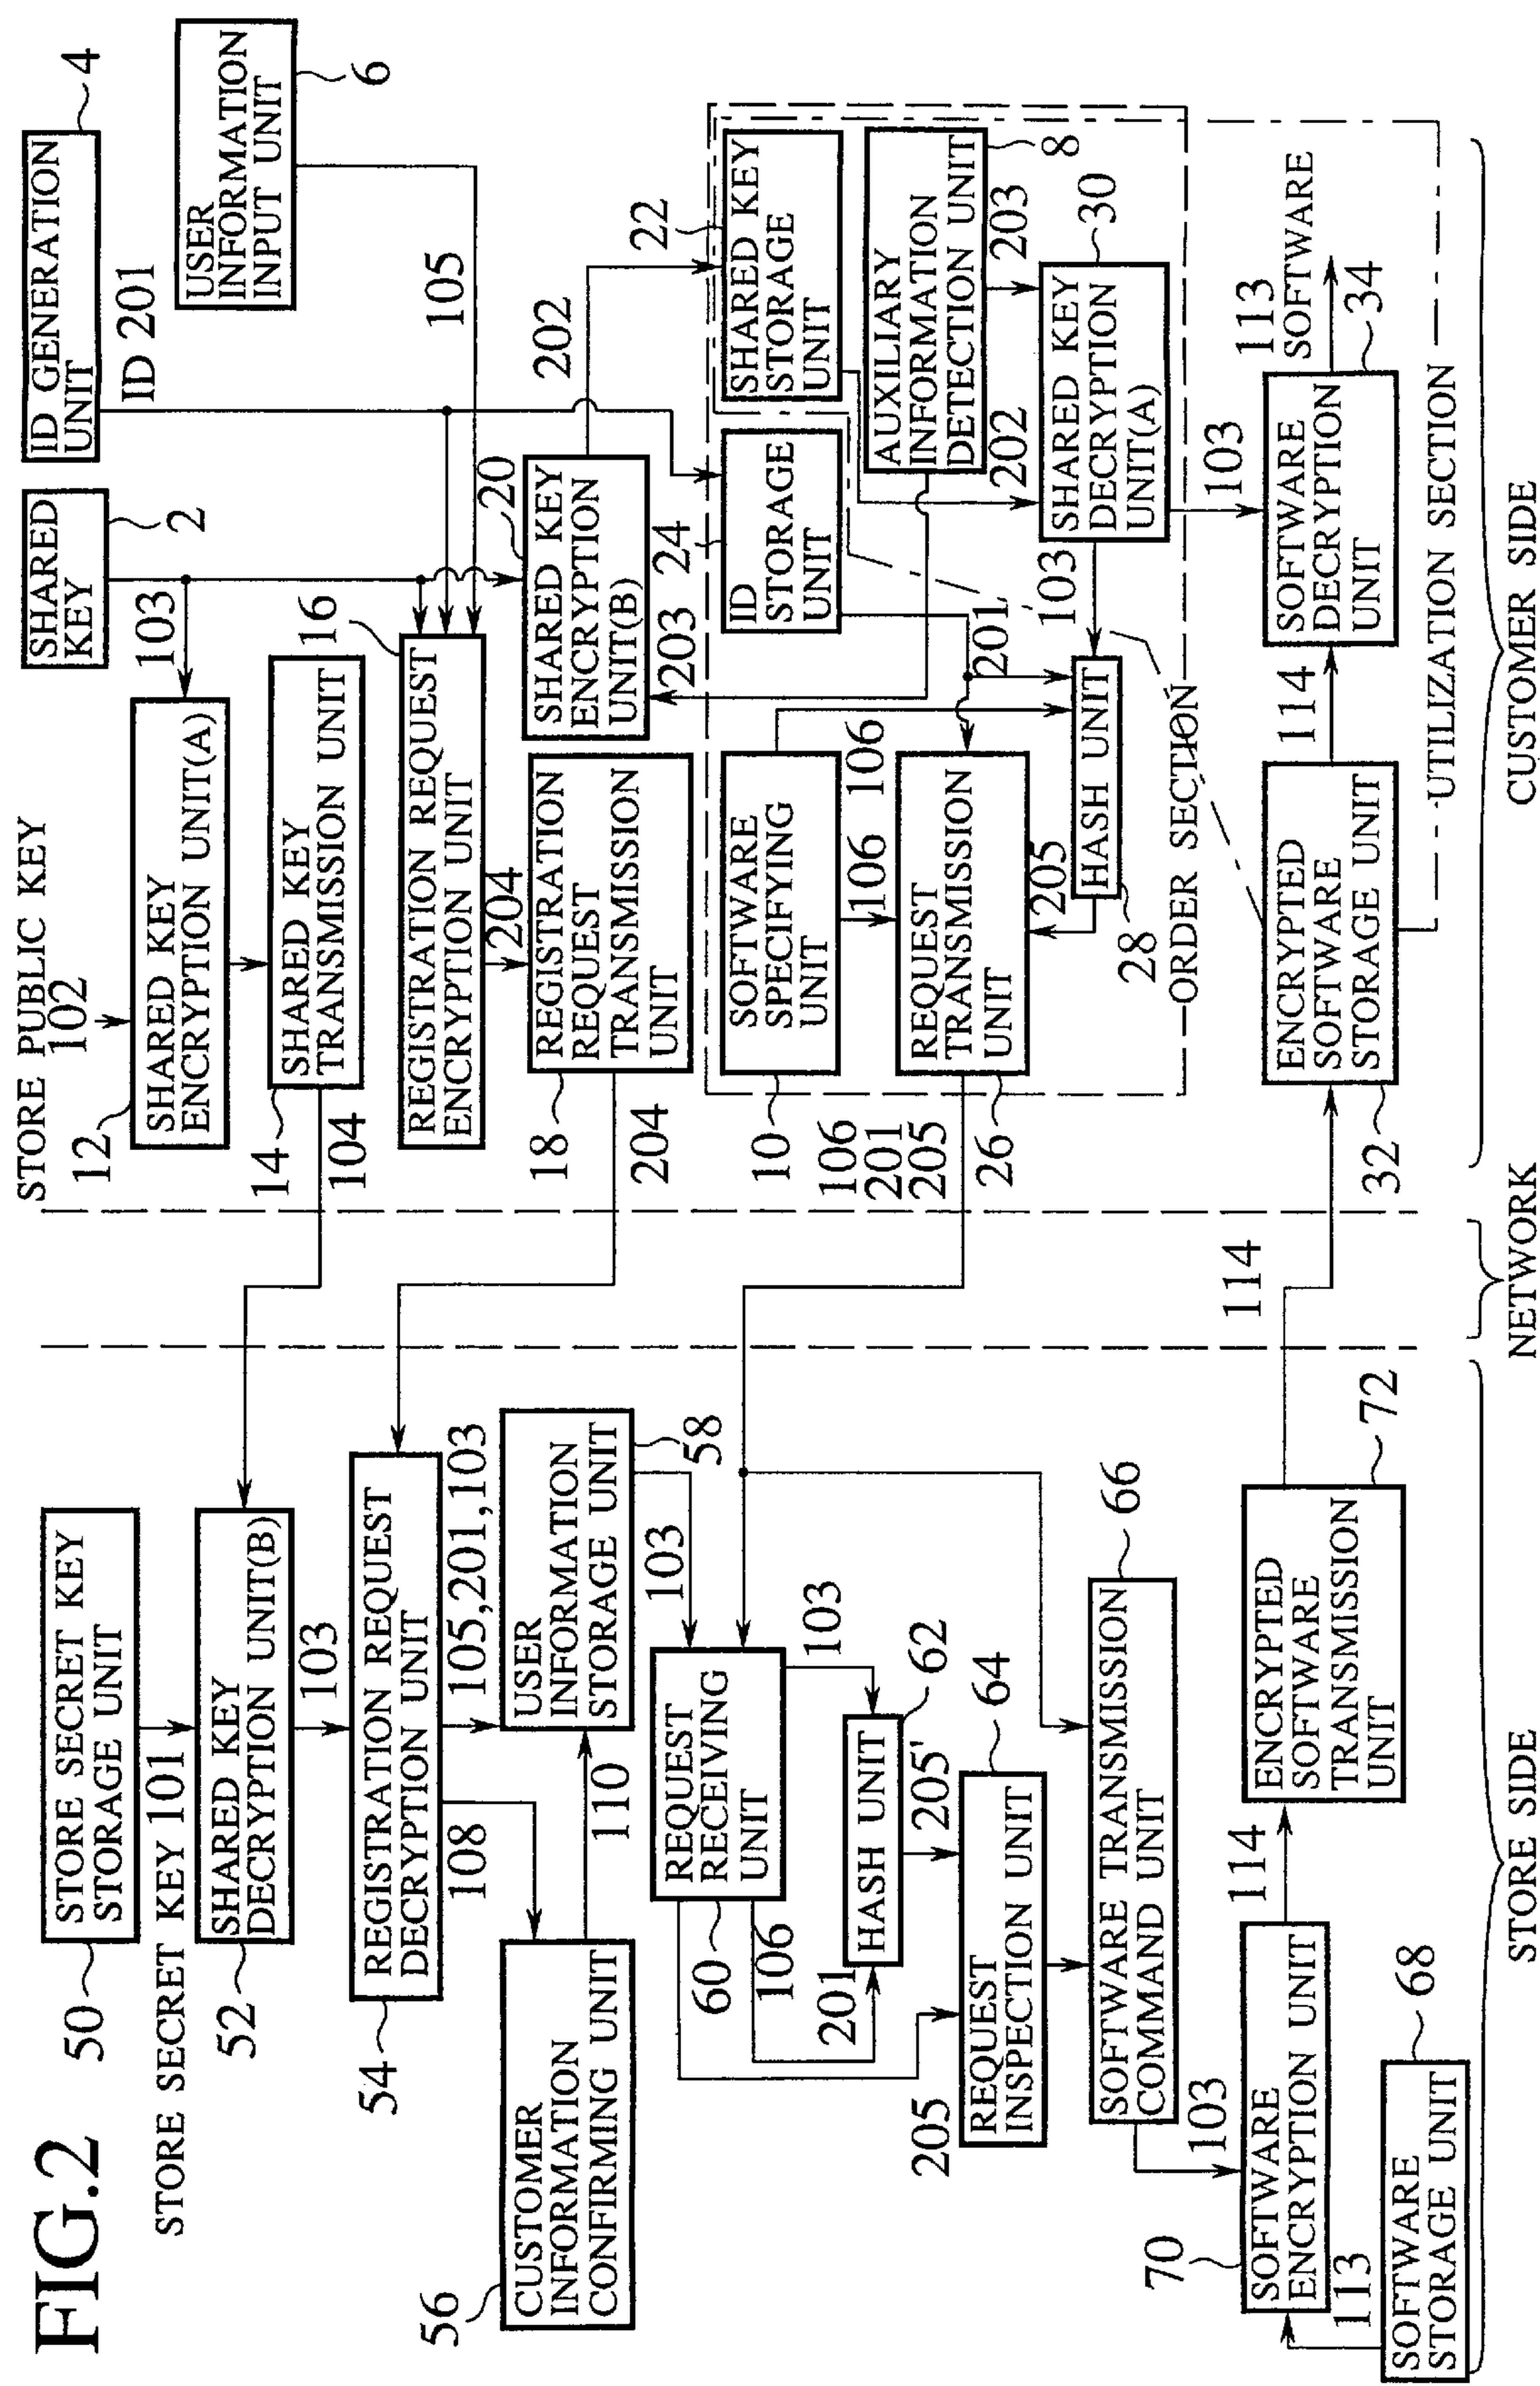 FIG.2
50
STORE SECRET KEY
STORAGE UNIT
STORE SECRET KEY 101
52
SHARED KEY
DECRYPTION UNIT(B)
103
54
REGISTRATION REQUEST
DECRYPTION UNIT
108
105,201,103
56
CUSTOMER
INFORMATION
CONFIRMING UNIT
110
USER
INFORMATION
STORAGE UNIT
58
103
REQUEST
RECEIVING
UNIT
60
106
201
103
HASH UNIT
62
205
205'
REQUEST
INSPECTION UNIT
64
SOFTWARE TRANSMISSION
COMMAND UNIT
66
103
70
SOFTWARE
ENCRYPTION UNIT
113
SOFTWARE
STORAGE UNIT
68
114
ENCRYPTED
SOFTWARE
TRANSMISSION
UNIT
72
STORE SIDE
114
NETWORK
STORE PUBLIC KEY
102
12
SHARED KEY
ENCRYPTION UNIT(A)
103
SHARED
KEY
2
ID GENERATION
UNIT
4
ID 201
USER
INFORMATION
INPUT UNIT
6
105
14
104
SHARED KEY
TRANSMISSION UNIT
16
REGISTRATION REQUEST
ENCRYPTION UNIT
204
18
204
REGISTRATION
REQUEST
TRANSMISSION
UNIT
20
SHARED KEY
ENCRYPTION
UNIT(B)
203
202
22
SHARED KEY
STORAGE
UNIT
24
ID
STORAGE
UNIT
AUXILIARY
INFORMATION
DETECTION UNIT
8
203
202
SHARED KEY
DECRYPTION
UNIT(A)
30
103
103
10
SOFTWARE
SPECIFYING
UNIT
106
106
201
106
201
205
26
REQUEST
TRANSMISSION
UNIT
205
HASH UNIT
28
ORDER SECTION
32
ENCRYPTED
SOFTWARE
STORAGE UNIT
114
SOFTWARE
DECRYPTION
UNIT
34
113
SOFTWARE
UTILIZATION SECTION
CUSTOMER SIDE